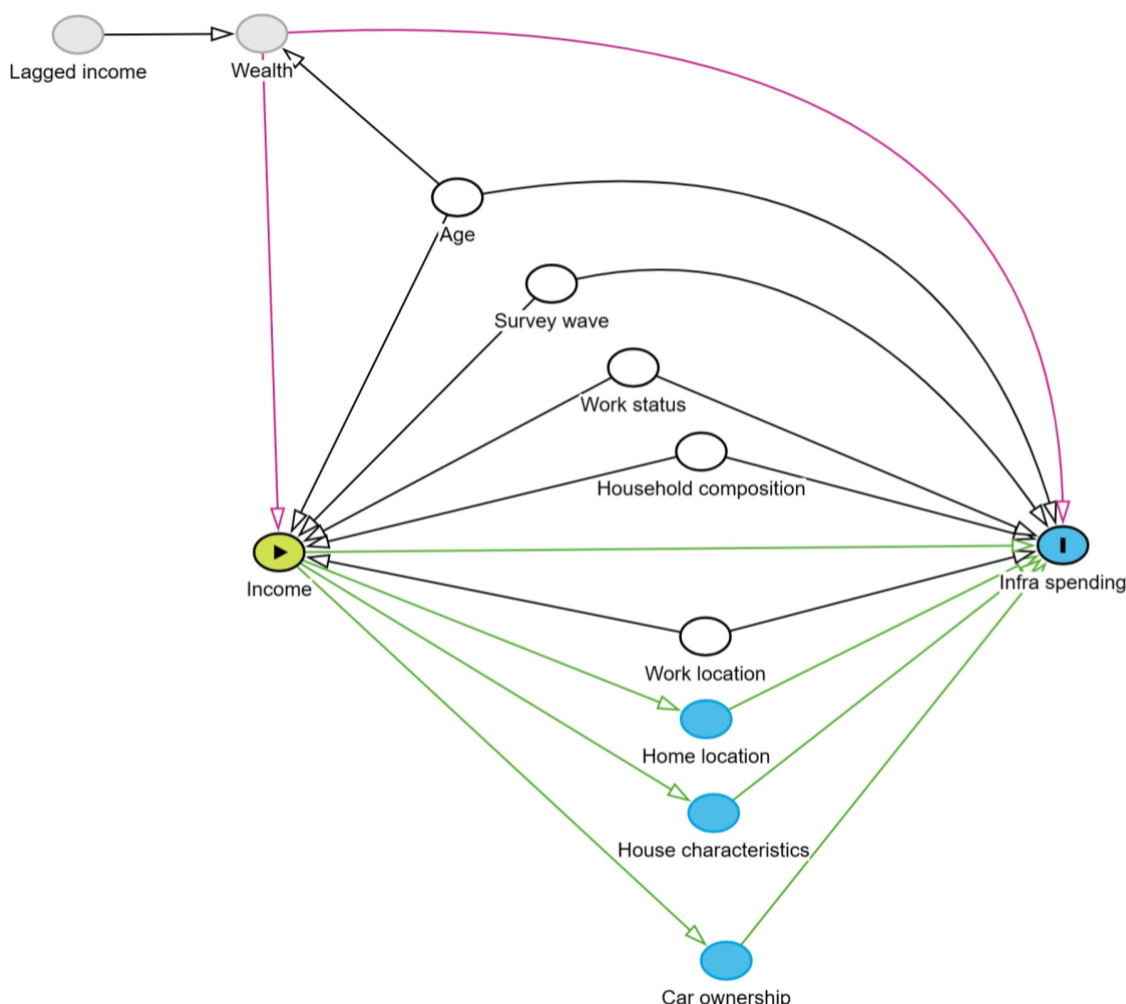 Lagged income
Wealth
Age
Survey wave
Work status
Household composition
Income
Infra spending
Work location
Home location
House characteristics
Car ownership